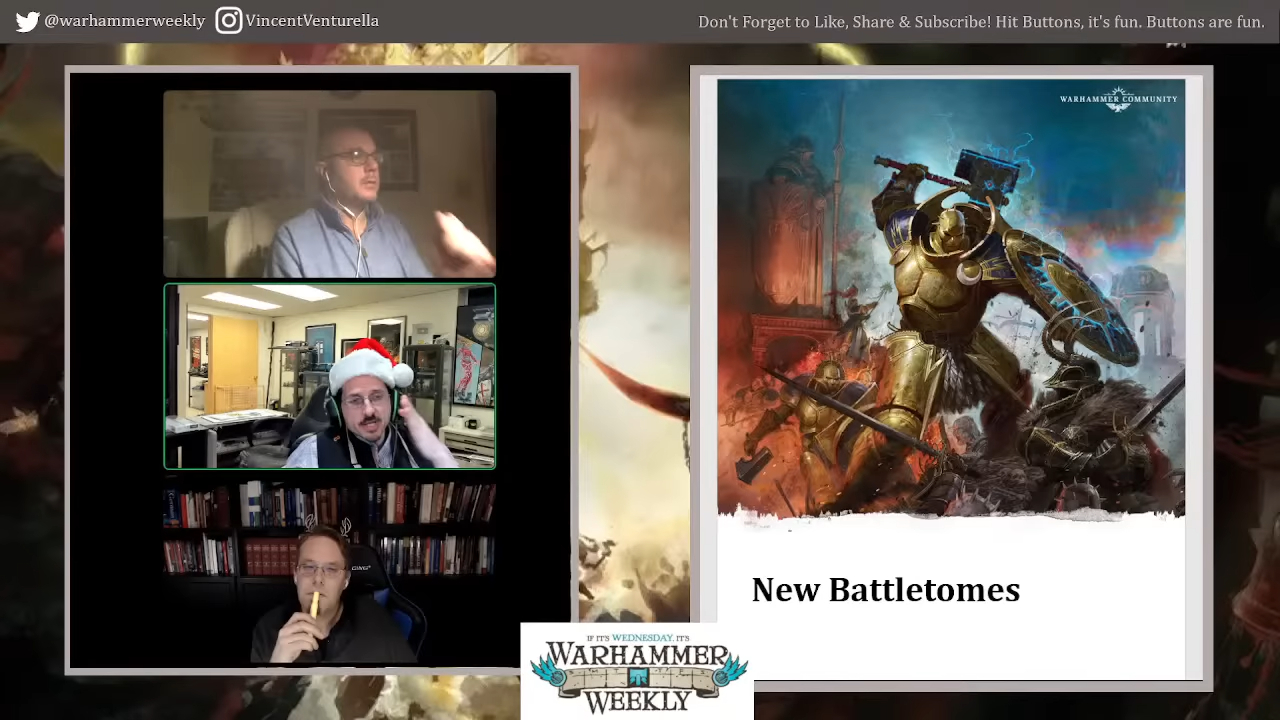 @warhammerweekly VincentVenturella
Don't Forget to Like, Share & Subscribe! Hit Buttons, it's fun. Buttons are fun.
WARHAMMER COMMUNITY
New Battletomes
IF IT'S WEDNESDAY, IT'S
WARHAMMER
WEEKLY